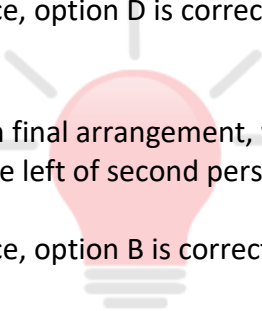 ce, option D is correct
final arrangement,
e left of second pers
ce, option B is correct